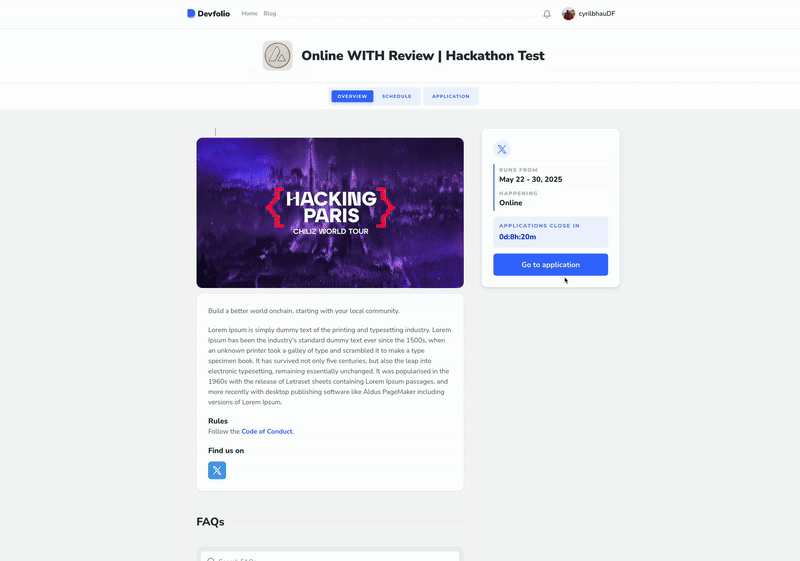 Devfolio
Home
Blog
cyrilbhauDF
Online WITH Review | Hackathon Test
OVERVIEW
SCHEDULE
APPLICATION
{HACKING
PARIS}
CHILIZ WORLD TOUR
RUNS FROM
May 22 - 30, 2025
HAPPENING
Online
APPLICATIONS CLOSE IN
0d:8h:20m
Go to application
Build a better world onchain, starting with your local community.
Lorem Ipsum is simply dummy text of the printing and typesetting industry. Lorem
Ipsum has been the industry's standard dummy text ever since the 1500s, when
an unknown printer took a galley of type and scrambled it to make a type
specimen book. It has survived not only five centuries, but also the leap into
electronic typesetting, remaining essentially unchanged. It was popularised in the
1960s with the release of Letraset sheets containing Lorem Ipsum passages, and
more recently with desktop publishing software like Aldus PageMaker including
versions of Lorem Ipsum.
Rules
Follow the Code of Conduct.
Find us on
FAQs
Search FAQs